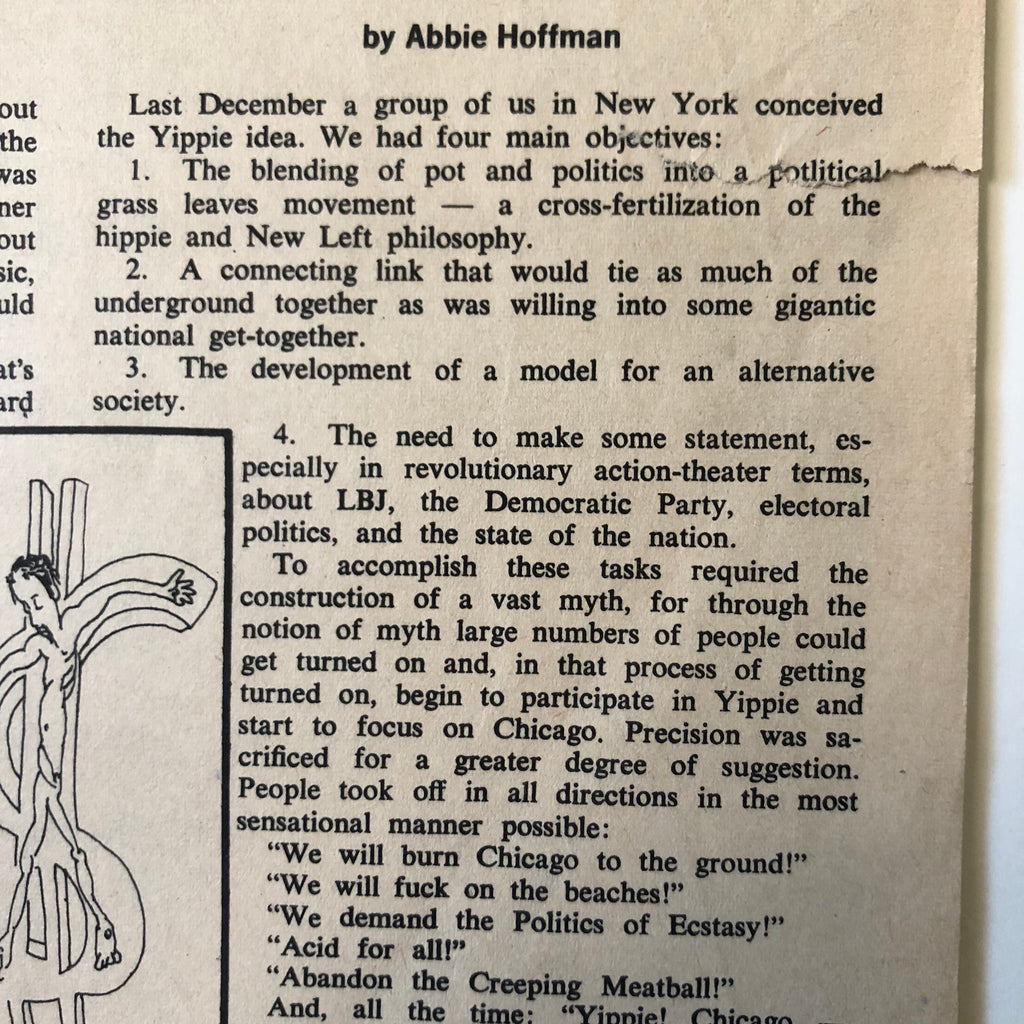 by Abbie Hoffman
out
the
was
ner
out
sic,
uld
at's
ard
Last December a group of us in New York conceived
the Yippie idea. We had four main objectives:
1. The blending of pot and politics into a potlitical
grass leaves movement — a cross-fertilization of the
hippie and New Left philosophy.
2. A connecting link that would tie as much of the
underground together as was willing into some gigantic
national get-together.
3. The development of a model for an alternative
society.
4. The need to make some statement, es-
pecially in revolutionary action-theater terms,
about LBJ, the Democratic Party, electoral
politics, and the state of the nation.
To accomplish these tasks required the
construction of a vast myth, for through the
notion of myth large numbers of people could
get turned on and, in that process of getting
turned on, begin to participate in Yippie and
start to focus on Chicago. Precision was sa-
crificed for a greater degree of suggestion.
People took off in all directions in the most
sensational manner possible:
“We will burn Chicago to the ground!”
“We will fuck on the beaches!”
“We demand the Politics of Ecstasy!”
“Acid for all!”
“Abandon the Creeping Meatball!”
And, all the time: “Yippie! Chicago